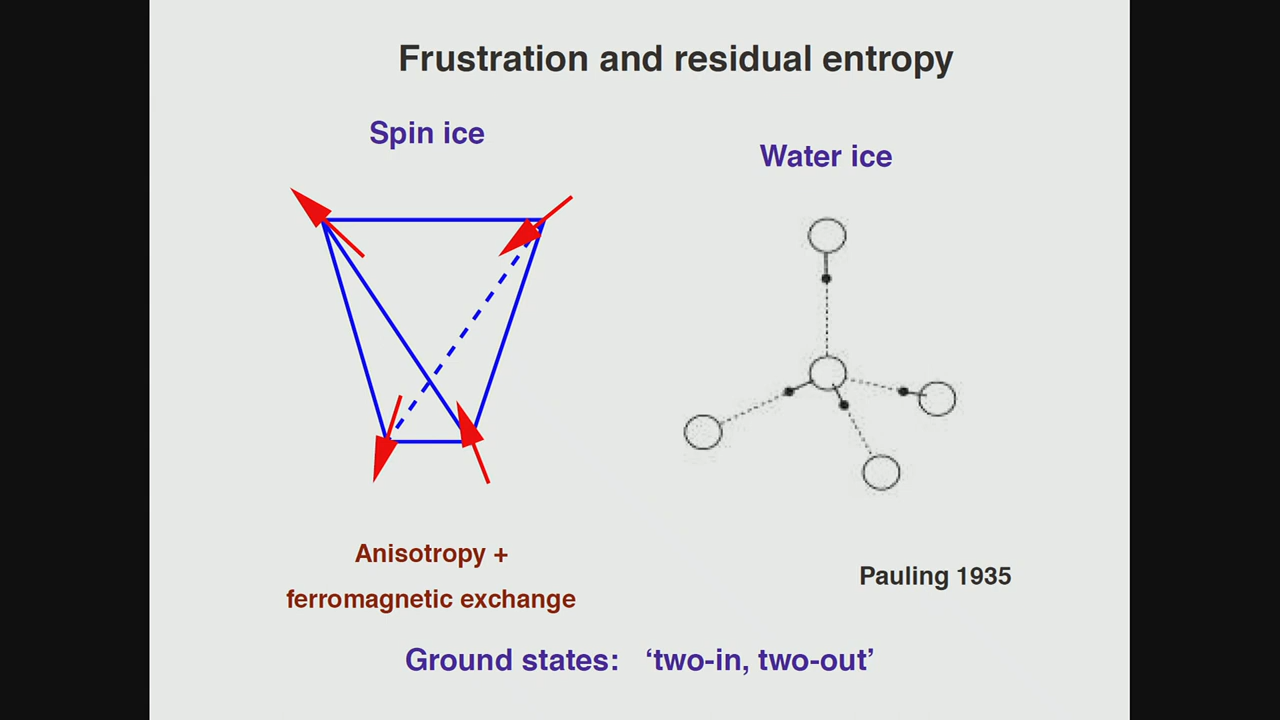 Frustration and residual entropy
Spin ice
Water ice
Anisotropy +
ferromagnetic exchange
Pauling 1935
Ground states: ‘two-in, two-out’